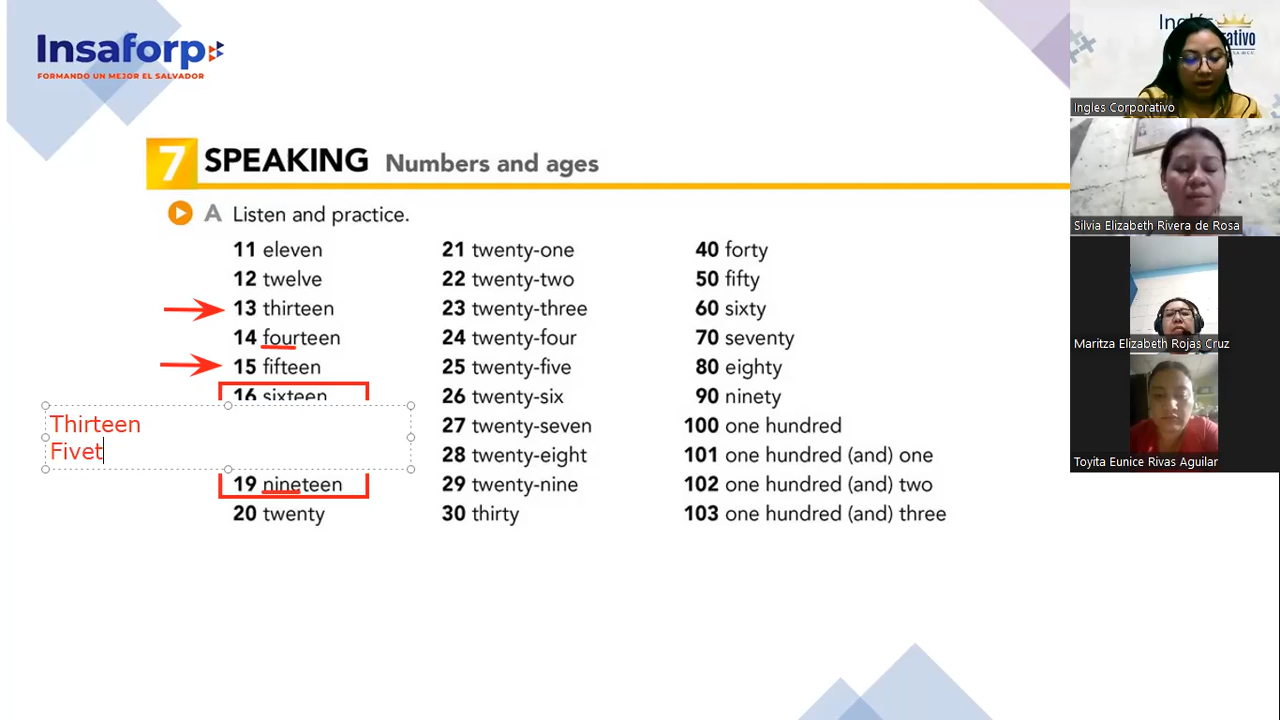 Insaforp
FORMANDO UN MEJOR EL SALVADOR
7 SPEAKING Numbers and ages
A Listen and practice.
11 eleven
12 twelve
13 thirteen
14 fourteen
15 fifteen
16 sixteen
Thirteen
Fivet
19 nineteen
20 twenty
21 twenty-one
22 twenty-two
23 twenty-three
24 twenty-four
25 twenty-five
26 twenty-six
27 twenty-seven
28 twenty-eight
29 twenty-nine
30 thirty
40 forty
50 fifty
60 sixty
70 seventy
80 eighty
90 ninety
100 one hundred
101 one hundred (and) one
102 one hundred (and) two
103 one hundred (and) three
Ingles Corporativo
Silvia Elizabeth Rivera de Rosa
Maritza Elizabeth Rojas Cruz
Toyita Eunice Rivas Aguilar